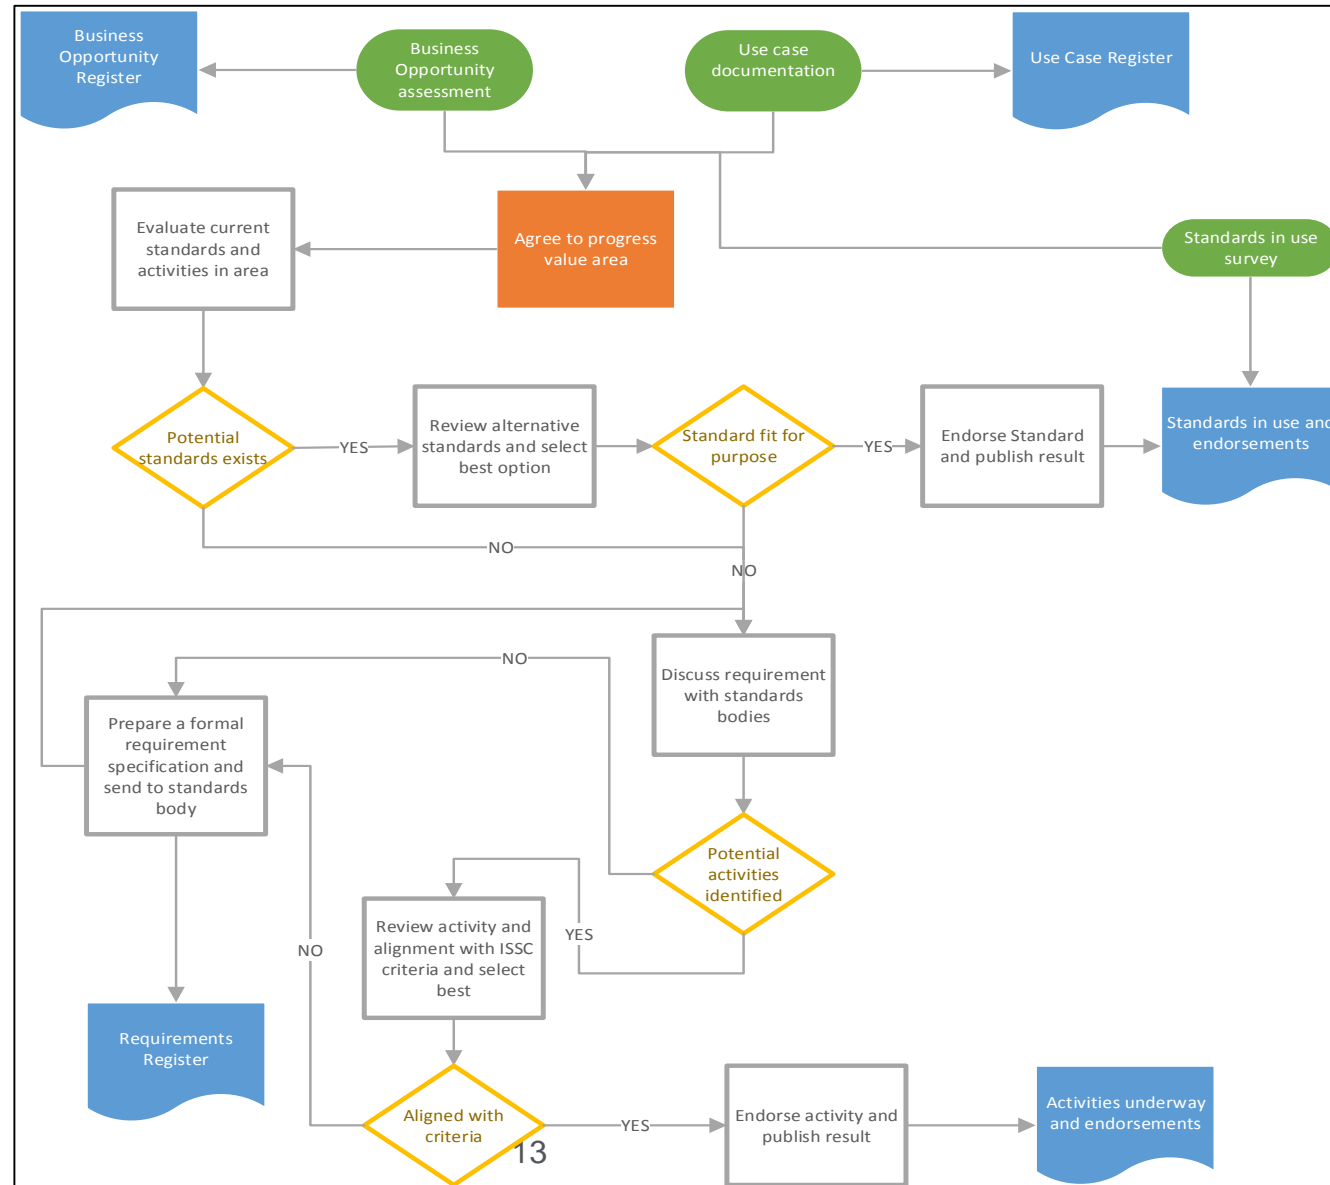 Business
Opportunity
Register
Business
Opportunity
assessment
Use case
documentation
Use Case Register
Evaluate current
standards and
activities in area
Agree to progress
value area
Standards in use
survey
Potential
standards exists
YES
Review alternative
standards and select
best option
Standard fit for
purpose
YES
Endorse Standard
and publish result
Standards in use and
endorsements
NO
NO
Discuss requirement
with standards
bodies
NO
Prepare a formal
requirement
specification and
send to standards
body
Potential
activities
identified
YES
Review activity and
alignment with ISSC
criteria and select
best
NO
Requirements
Register
Aligned with
criteria
YES
Endorse activity and
publish result
Activities underway
and endorsements
13